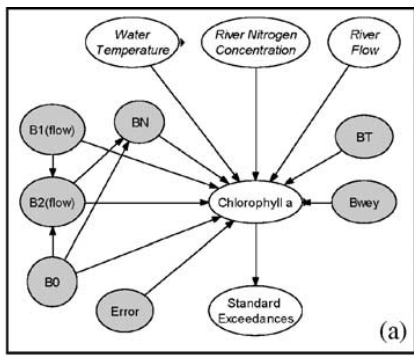 Water
Temperature
River Nitrogen
Concentration
River
Flow
B1(flow)
BN
BT
B2(flow)
Chlorophyll a
Bwey
B0
Error
Standard
Exceedances
(a)